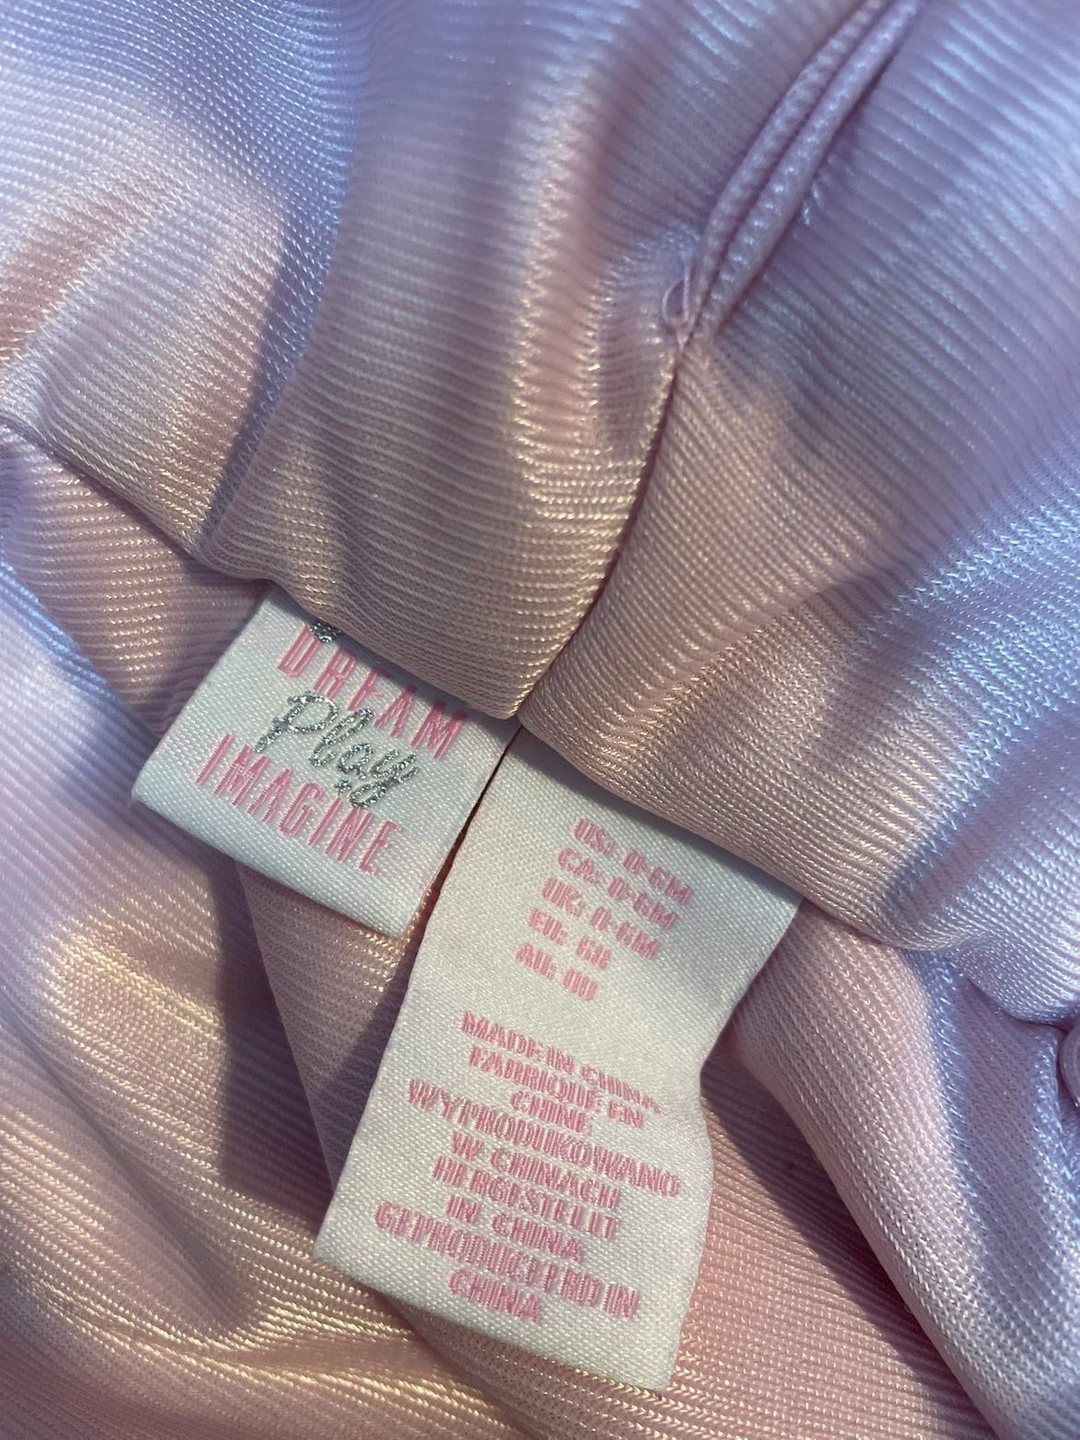 DREAM
Play
IMAGINE
US: 0-6M
CA: 0-6M
UK: 0-6M
EU: 68
AU: 00
MADE IN CHINA
FABRIQUÉ EN
CHINE
WYPRODUKOWANO
W CHINACH
HERGESTELLT
IN CHINA
GEPRODUCEERD IN
CHINA